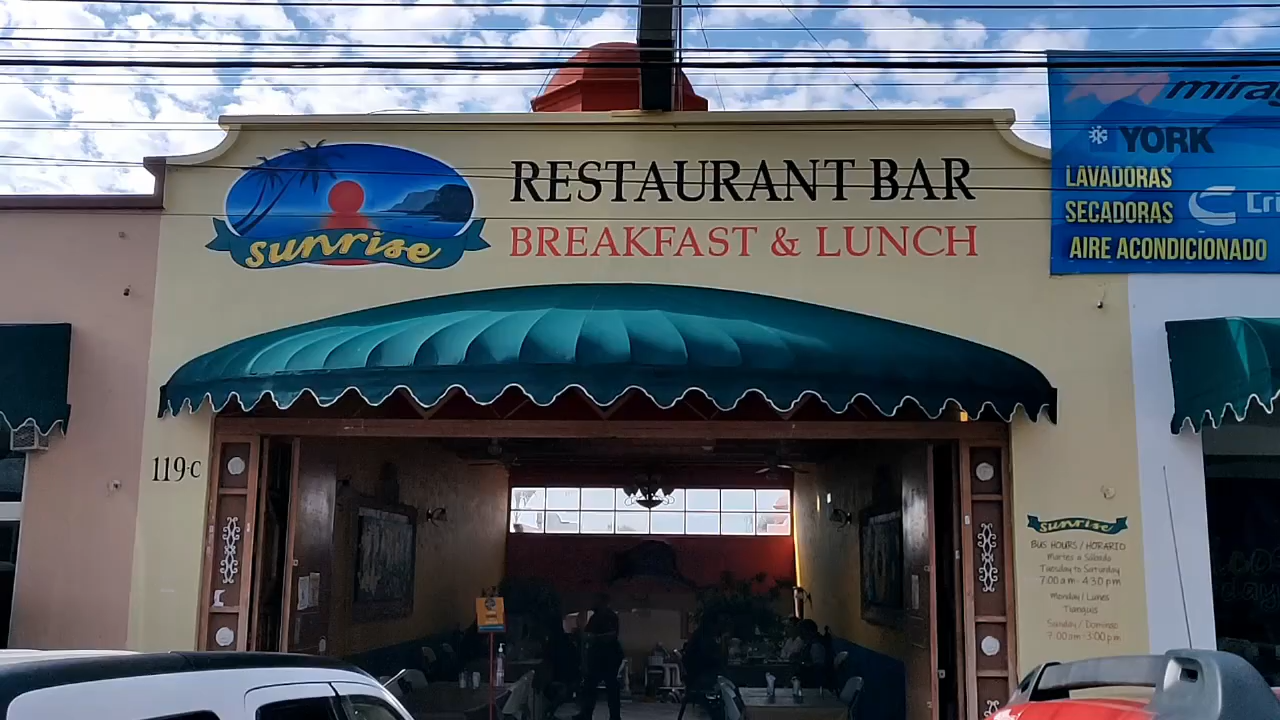 sunrise
RESTAURANT BAR
BREAKFAST & LUNCH
YORK
LAVADORAS
SECADORAS
AIRE ACONDICIONADO
119-C
sunrise
BUS HOURS / HORARIO
Martes a Sábado
Tuesday to Saturday
7:00 am - 4:30 pm
Monday / Lunes
Tianguis
Sunday / Domingo
7:00 am - 3:00 pm